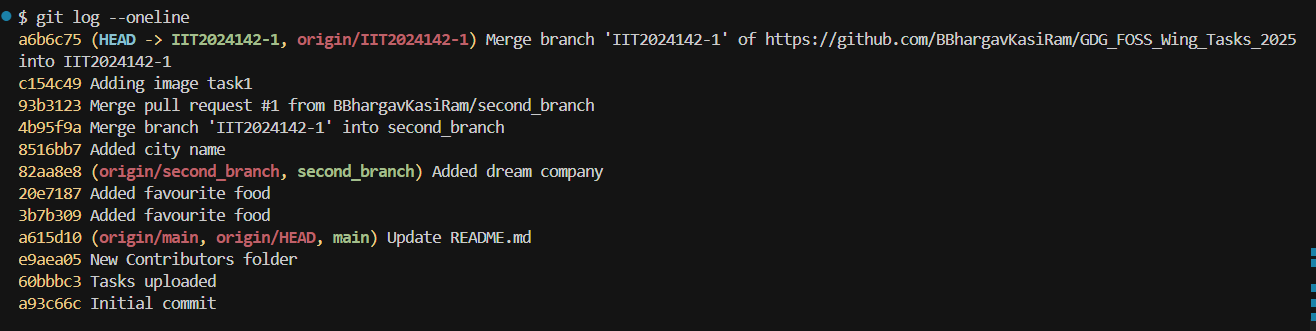 $ git log --oneline
a6b6c75 (HEAD -> IIT2024142-1, origin/IIT2024142-1) Merge branch 'IIT2024142-1' of https://github.com/BBhargavKasiRam/GDG_FOSS_Wing_Tasks_2025
into IIT2024142-1
c154c49 Adding image task1
93b3123 Merge pull request #1 from BBhargavKasiRam/second_branch
4b95f9a Merge branch 'IIT2024142-1' into second_branch
8516bb7 Added city name
82aa8e8 (origin/second_branch, second_branch) Added dream company
20e7187 Added favourite food
3b7b309 Added favourite food
a615d10 (origin/main, origin/HEAD, main) Update README.md
e9aea05 New Contributors folder
60bbbc3 Tasks uploaded
a93c66c Initial commit